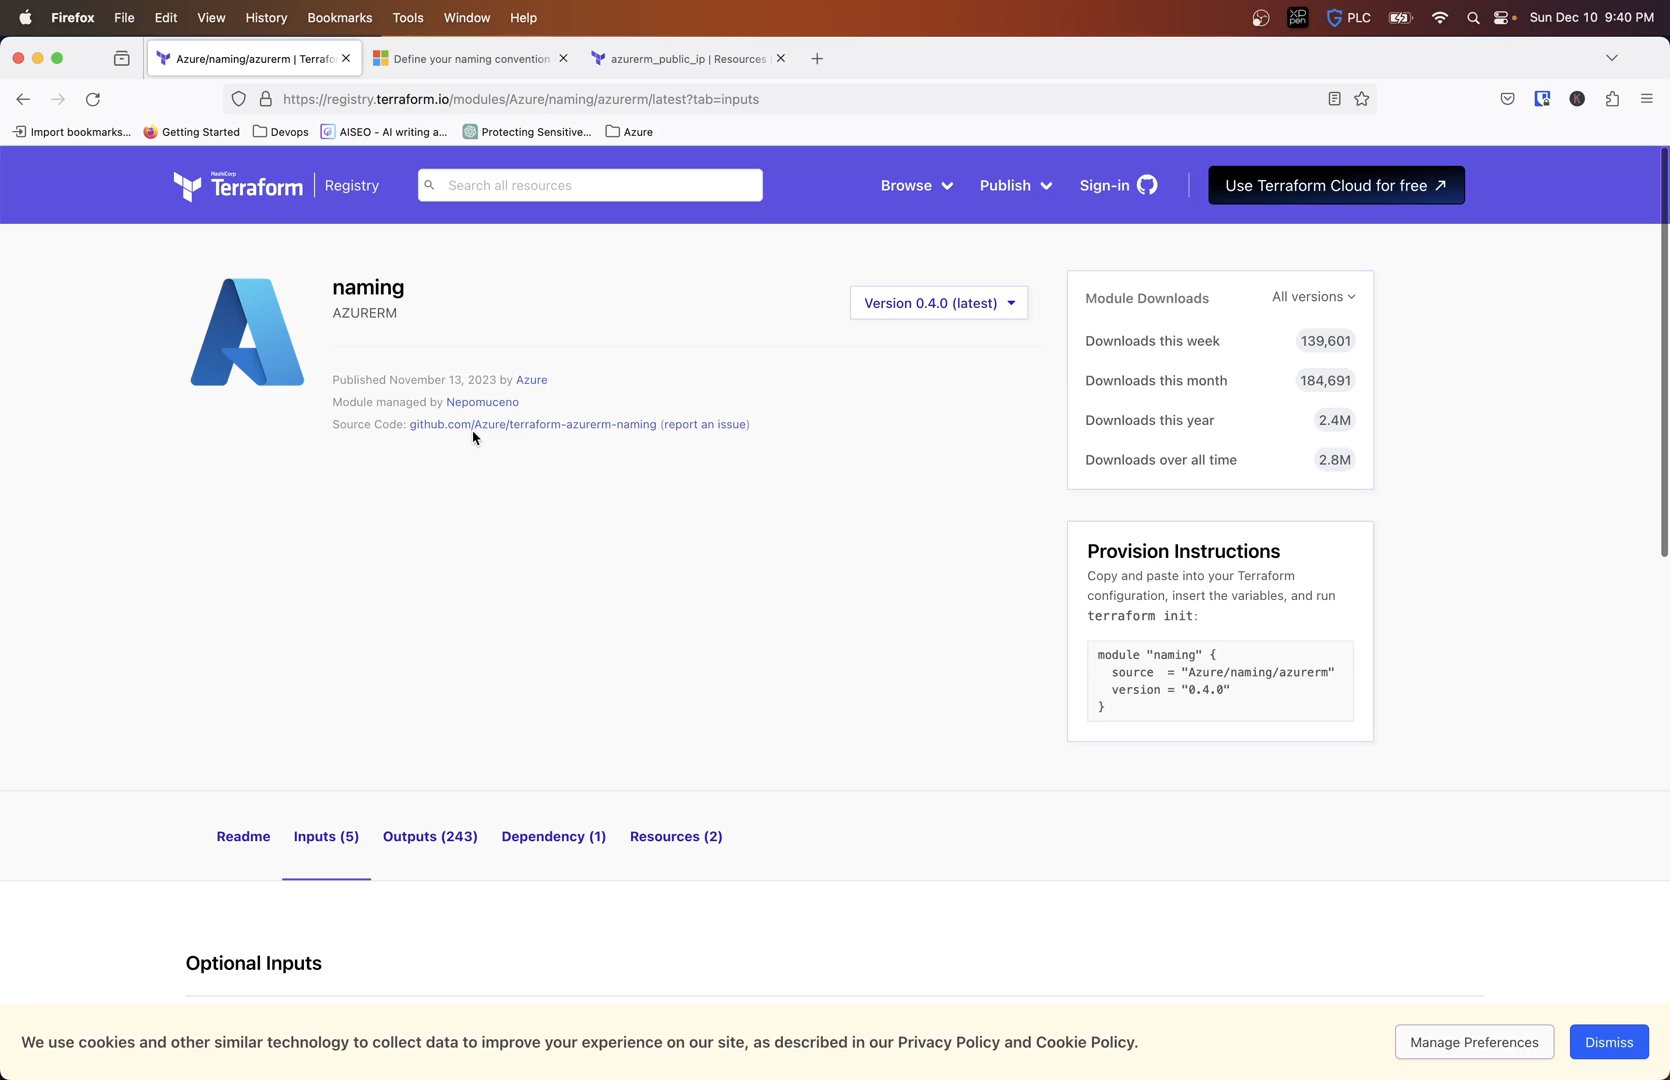 Firefox File Edit View History Bookmarks Tools Window Help PLC Sun Dec 10 9:40 PM
Azure/naming/azurerm | Terrafo Define your naming convention azurerm_public_ip | Resources
https://registry.terraform.io/modules/Azure/naming/azurerm/latest?tab=inputs
Import bookmarks... Getting Started Devops AISEO - AI writing a... Protecting Sensitive... Azure
HashiCorp
Terraform Registry Search all resources Browse Publish Sign-in Use Terraform Cloud for free
naming
AZURERM
Version 0.4.0 (latest)
Published November 13, 2023 by Azure
Module managed by Nepomuceno
Source Code: github.com/Azure/terraform-azurerm-naming (report an issue)
Module Downloads All versions
Downloads this week 139,601
Downloads this month 184,691
Downloads this year 2.4M
Downloads over all time 2.8M
Provision Instructions
Copy and paste into your Terraform
configuration, insert the variables, and run
terraform init:
module "naming" {
source = "Azure/naming/azurerm"
version = "0.4.0"
}
Readme Inputs (5) Outputs (243) Dependency (1) Resources (2)
Optional Inputs
We use cookies and other similar technology to collect data to improve your experience on our site, as described in our Privacy Policy and Cookie Policy. Manage Preferences Dismiss